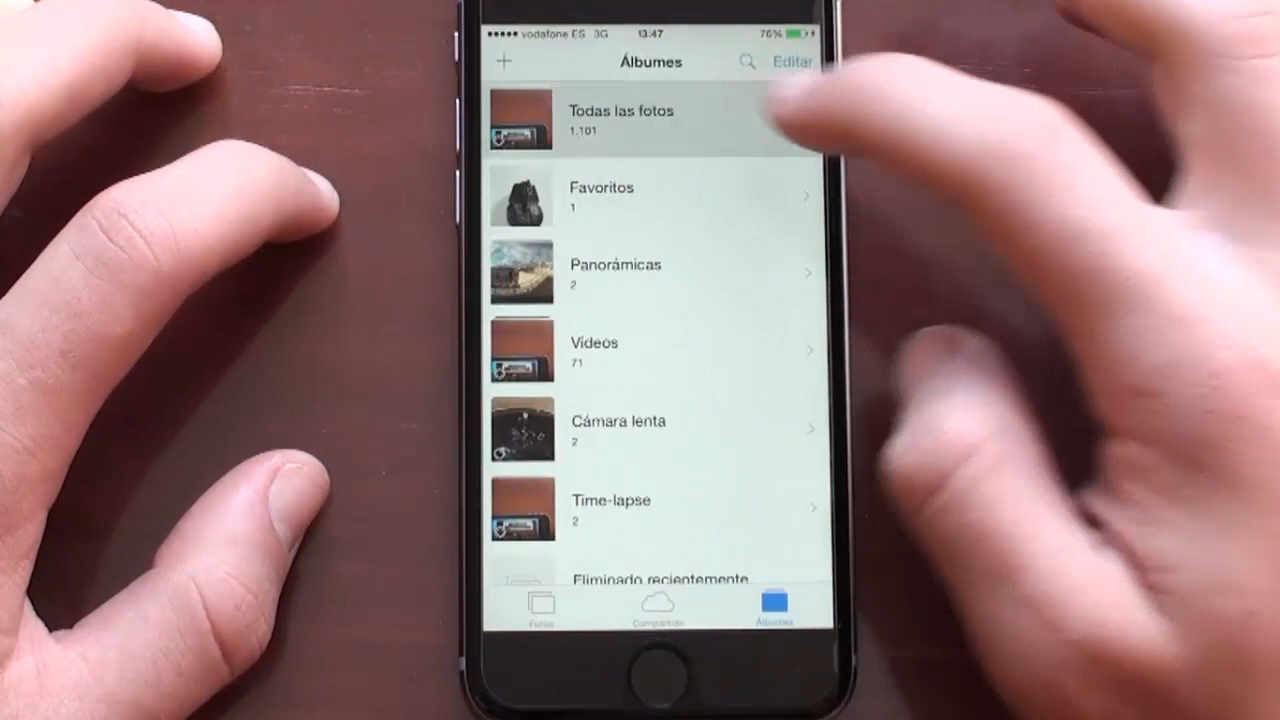 vodafone ES 3G 13:47 76%
Álbumes Editar
Todas las fotos
1.101
Favoritos
1
Panorámicas
2
Vídeos
71
Cámara lenta
2
Time-lapse
2
Eliminado recientemente
Fotos Compartido Álbumes